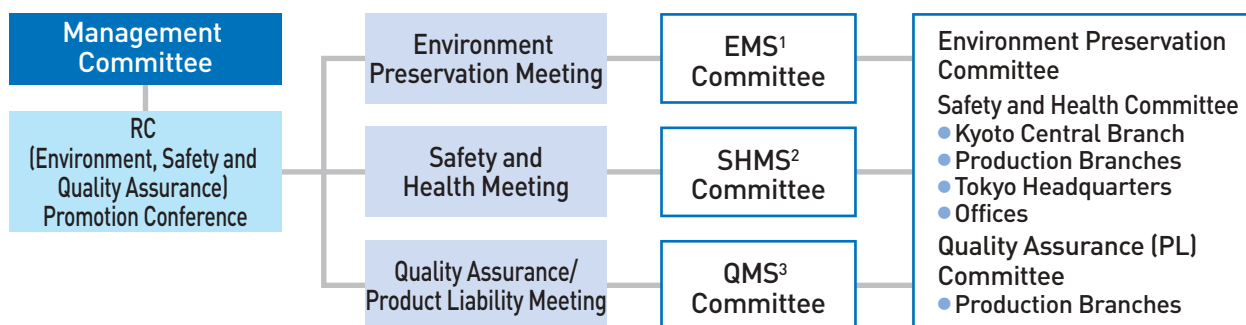 Management
Committee
RC
(Environment, Safety and
Quality Assurance)
Promotion Conference
Environment
Preservation Meeting
Safety and
Health Meeting
Quality Assurance/
Product Liability Meeting
EMS¹
Committee
SHMS²
Committee
QMS³
Committee
Environment Preservation
Committee
Safety and Health Committee
● Kyoto Central Branch
● Production Branches
● Tokyo Headquarters
● Offices
Quality Assurance (PL)
Committee
● Production Branches